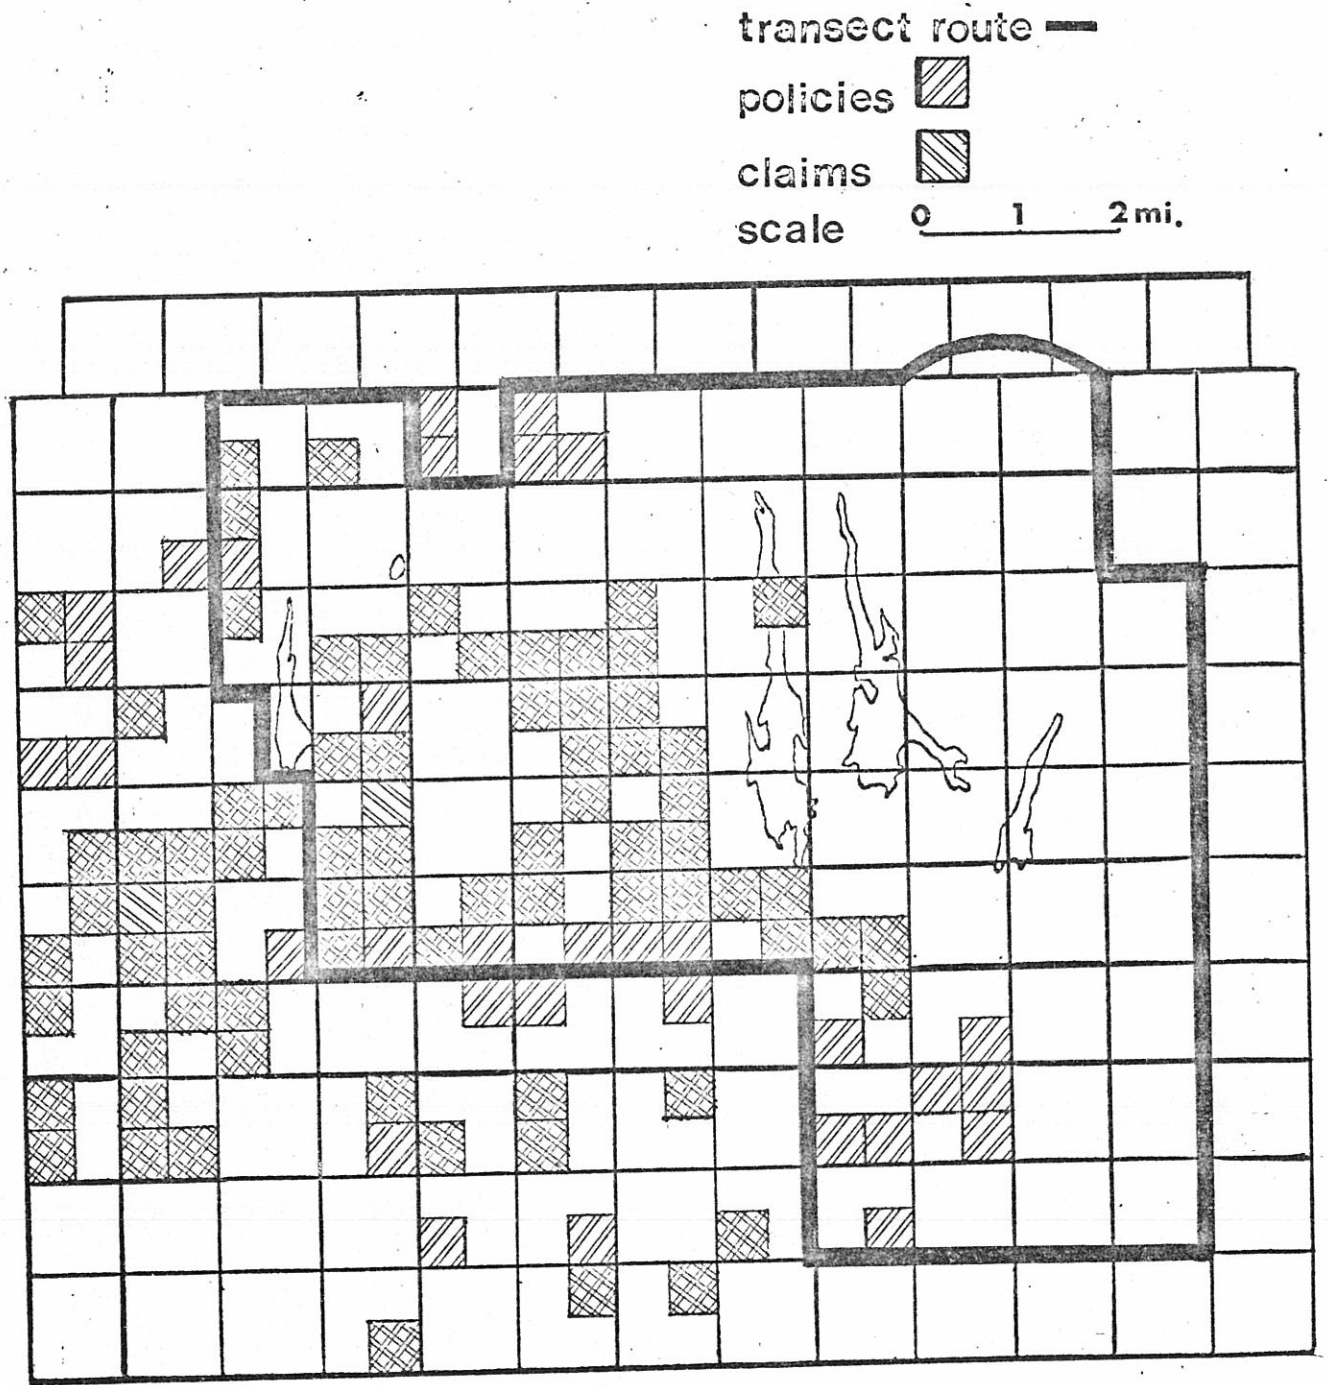 transect route
policies
claims
scale 0 1 2 mi.